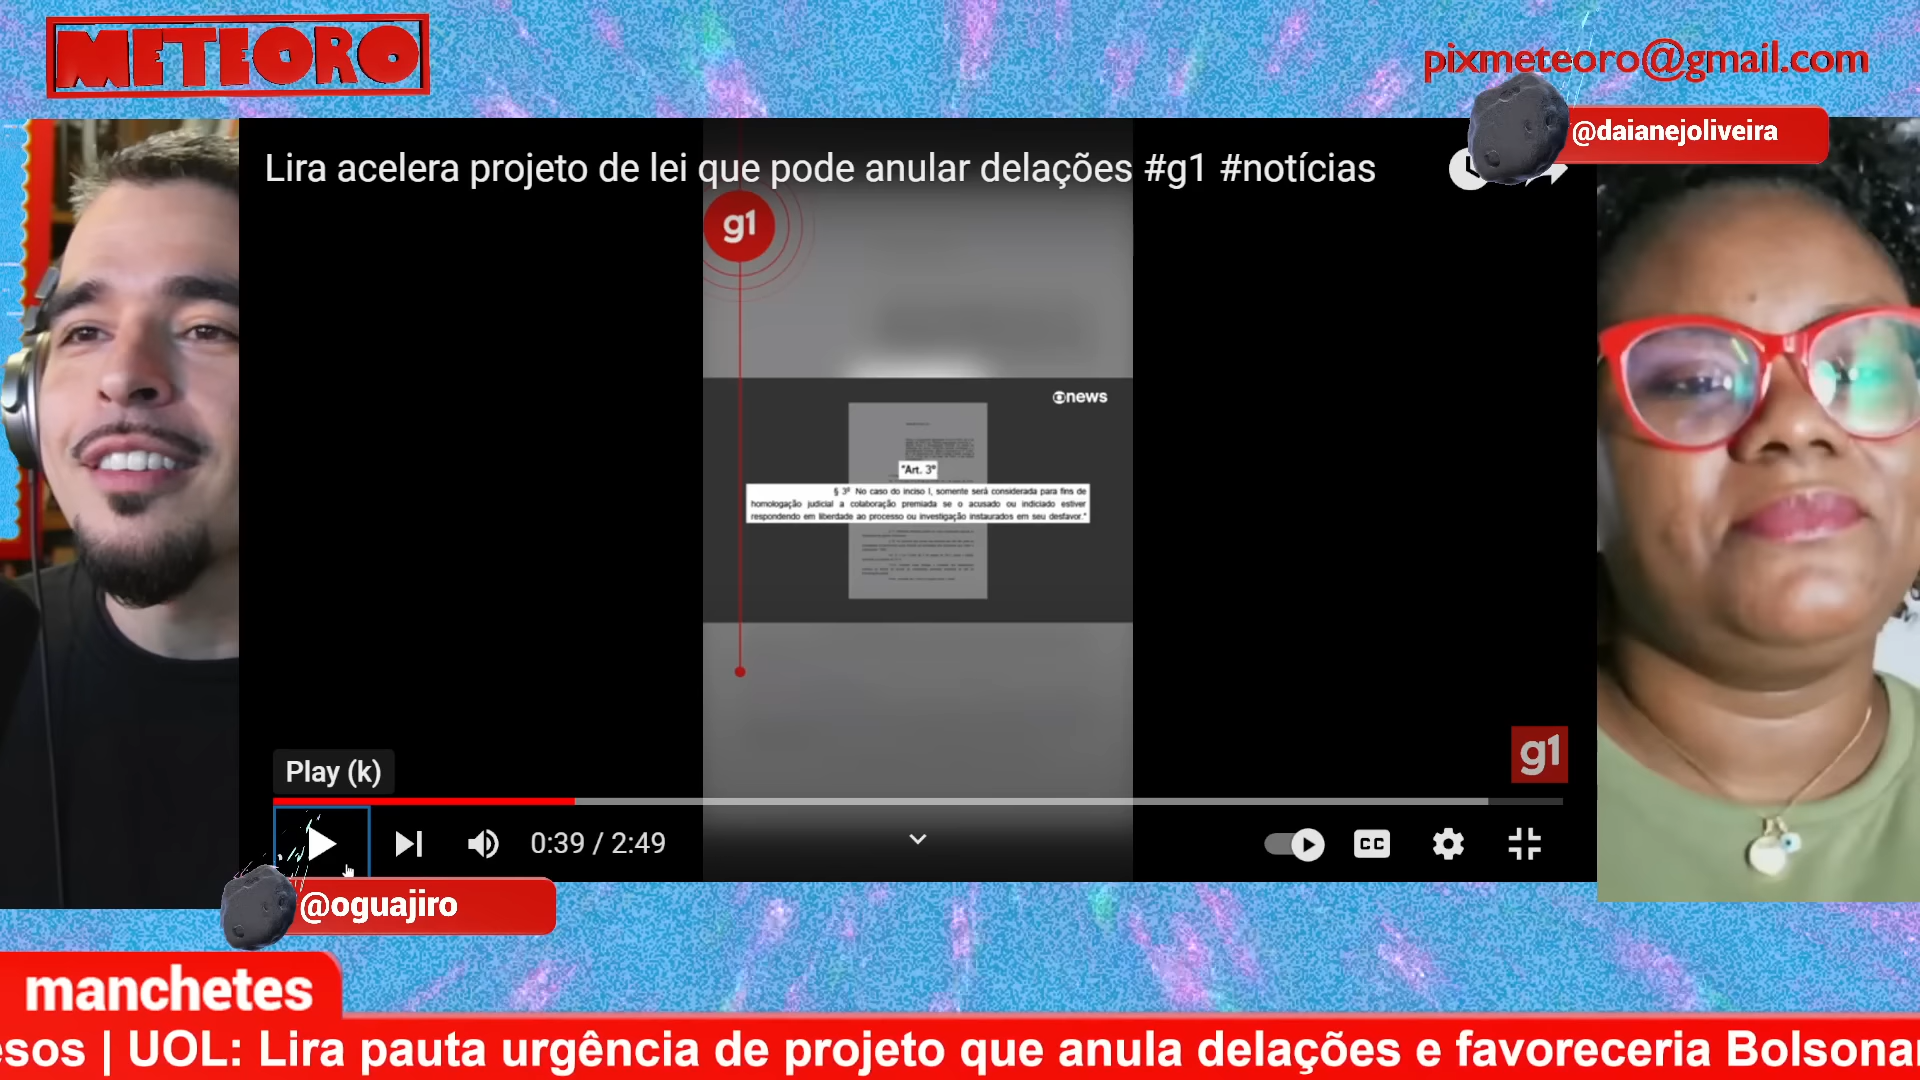 METEORO
pixmeteoro@gmail.com
@daianejoliveira
Lira acelera projeto de lei que pode anular delações #g1 #notícias
g1
news
"Art. 3º
§ 3º No caso do inciso I, somente será considerada para fins de
homologação judicial a colaboração premiada se o acusado ou indiciado estiver
respondendo em liberdade ao processo ou investigação instaurados em seu desfavor."
g1
Play (k)
0:39 / 2:49
CC
@oguajiro
manchetes
esos | UOL: Lira pauta urgência de projeto que anula delações e favoreceria Bolsonar